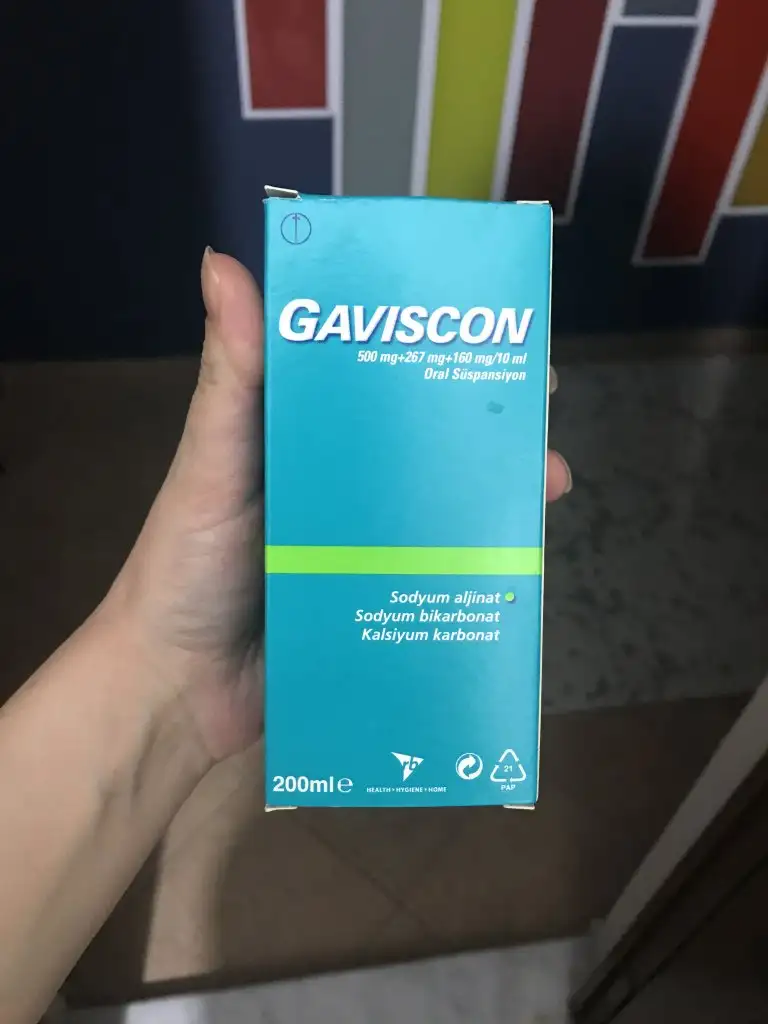 GAVISCON
500 mg+267 mg+160 mg/10 ml
Oral Süspansiyon
Sodyum aljinat
Sodyum bikarbonat
Kalsiyum karbonat
rb
HEALTH • HYGIENE • HOME
200ml℮
21
PAP